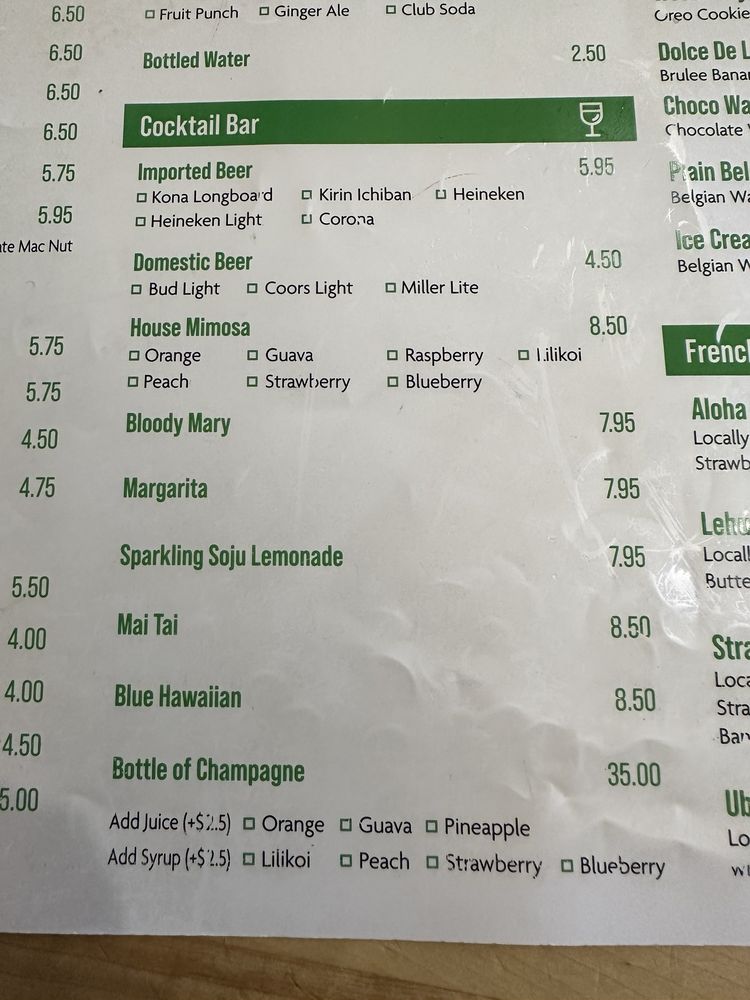 6.50
6.50
6.50
6.50
5.75
5.95
Mac Nut
5.75
5.75
4.50
4.75
5.50
4.00
4.00
4.50
5.00
□ Fruit Punch □ Ginger Ale □ Club Soda
Bottled Water 2.50
Cocktail Bar
Imported Beer 5.95
□ Kona Longboard □ Kirin Ichiban □ Heineken
□ Heineken Light □ Corona
Domestic Beer 4.50
□ Bud Light □ Coors Light □ Miller Lite
House Mimosa 8.50
□ Orange □ Guava □ Raspberry □ Lilikoi
□ Peach □ Strawberry □ Blueberry
Bloody Mary 7.95
Margarita 7.95
Sparkling Soju Lemonade 7.95
Mai Tai 8.50
Blue Hawaiian 8.50
Bottle of Champagne 35.00
Add Juice (+$2.5) □ Orange □ Guava □ Pineapple
Add Syrup (+$2.5) □ Lilikoi □ Peach □ Strawberry □ Blueberry
Oreo Cookie
Dolce De L
Brulee Bana
Choco Wa
Chocolate
Plain Bel
Belgian Wa
Ice Crea
Belgian W
Frenc
Aloha
Locally
Strawb
Lehu
Locall
Butte
Stra
Loca
Stra
Ban
Ub
Lo